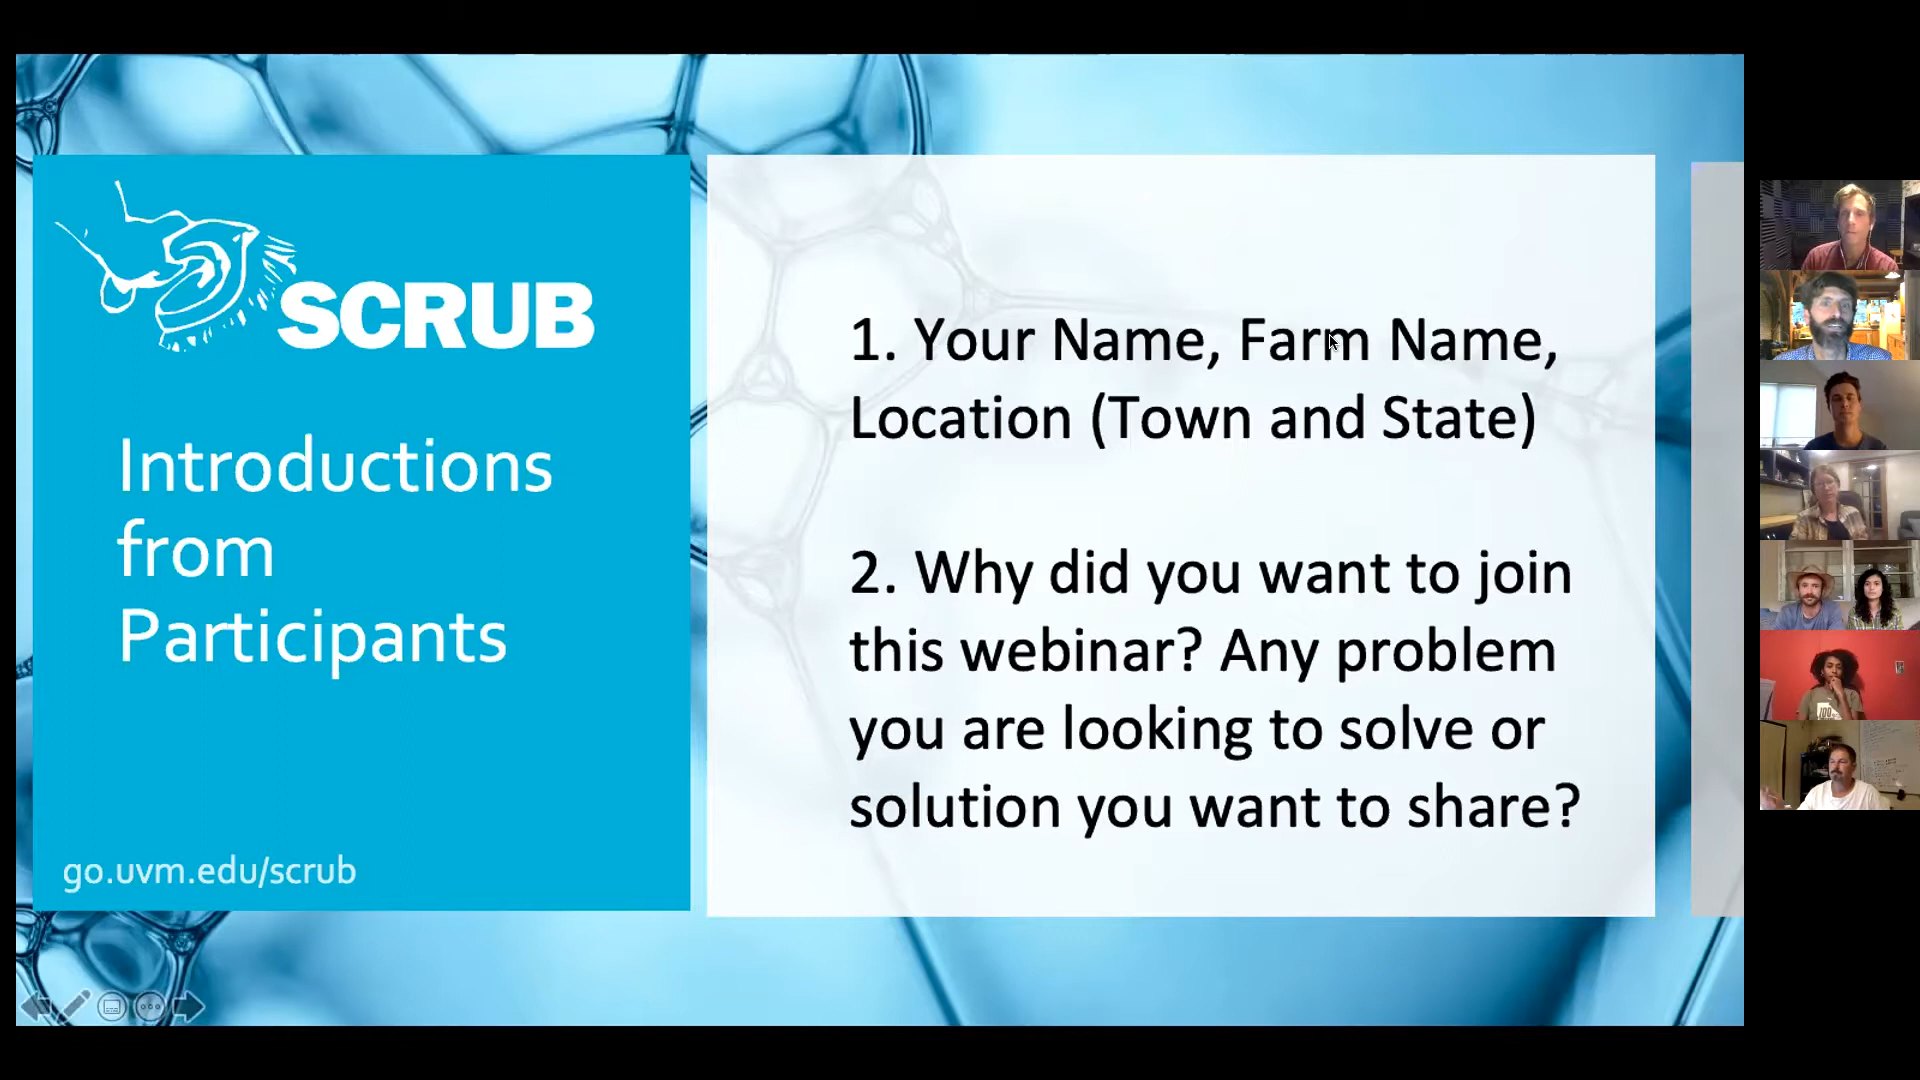 SCRUB
Introductions
from
Participants
go.uvm.edu/scrub
1. Your Name, Farm Name,
Location (Town and State)
2. Why did you want to join
this webinar? Any problem
you are looking to solve or
solution you want to share?